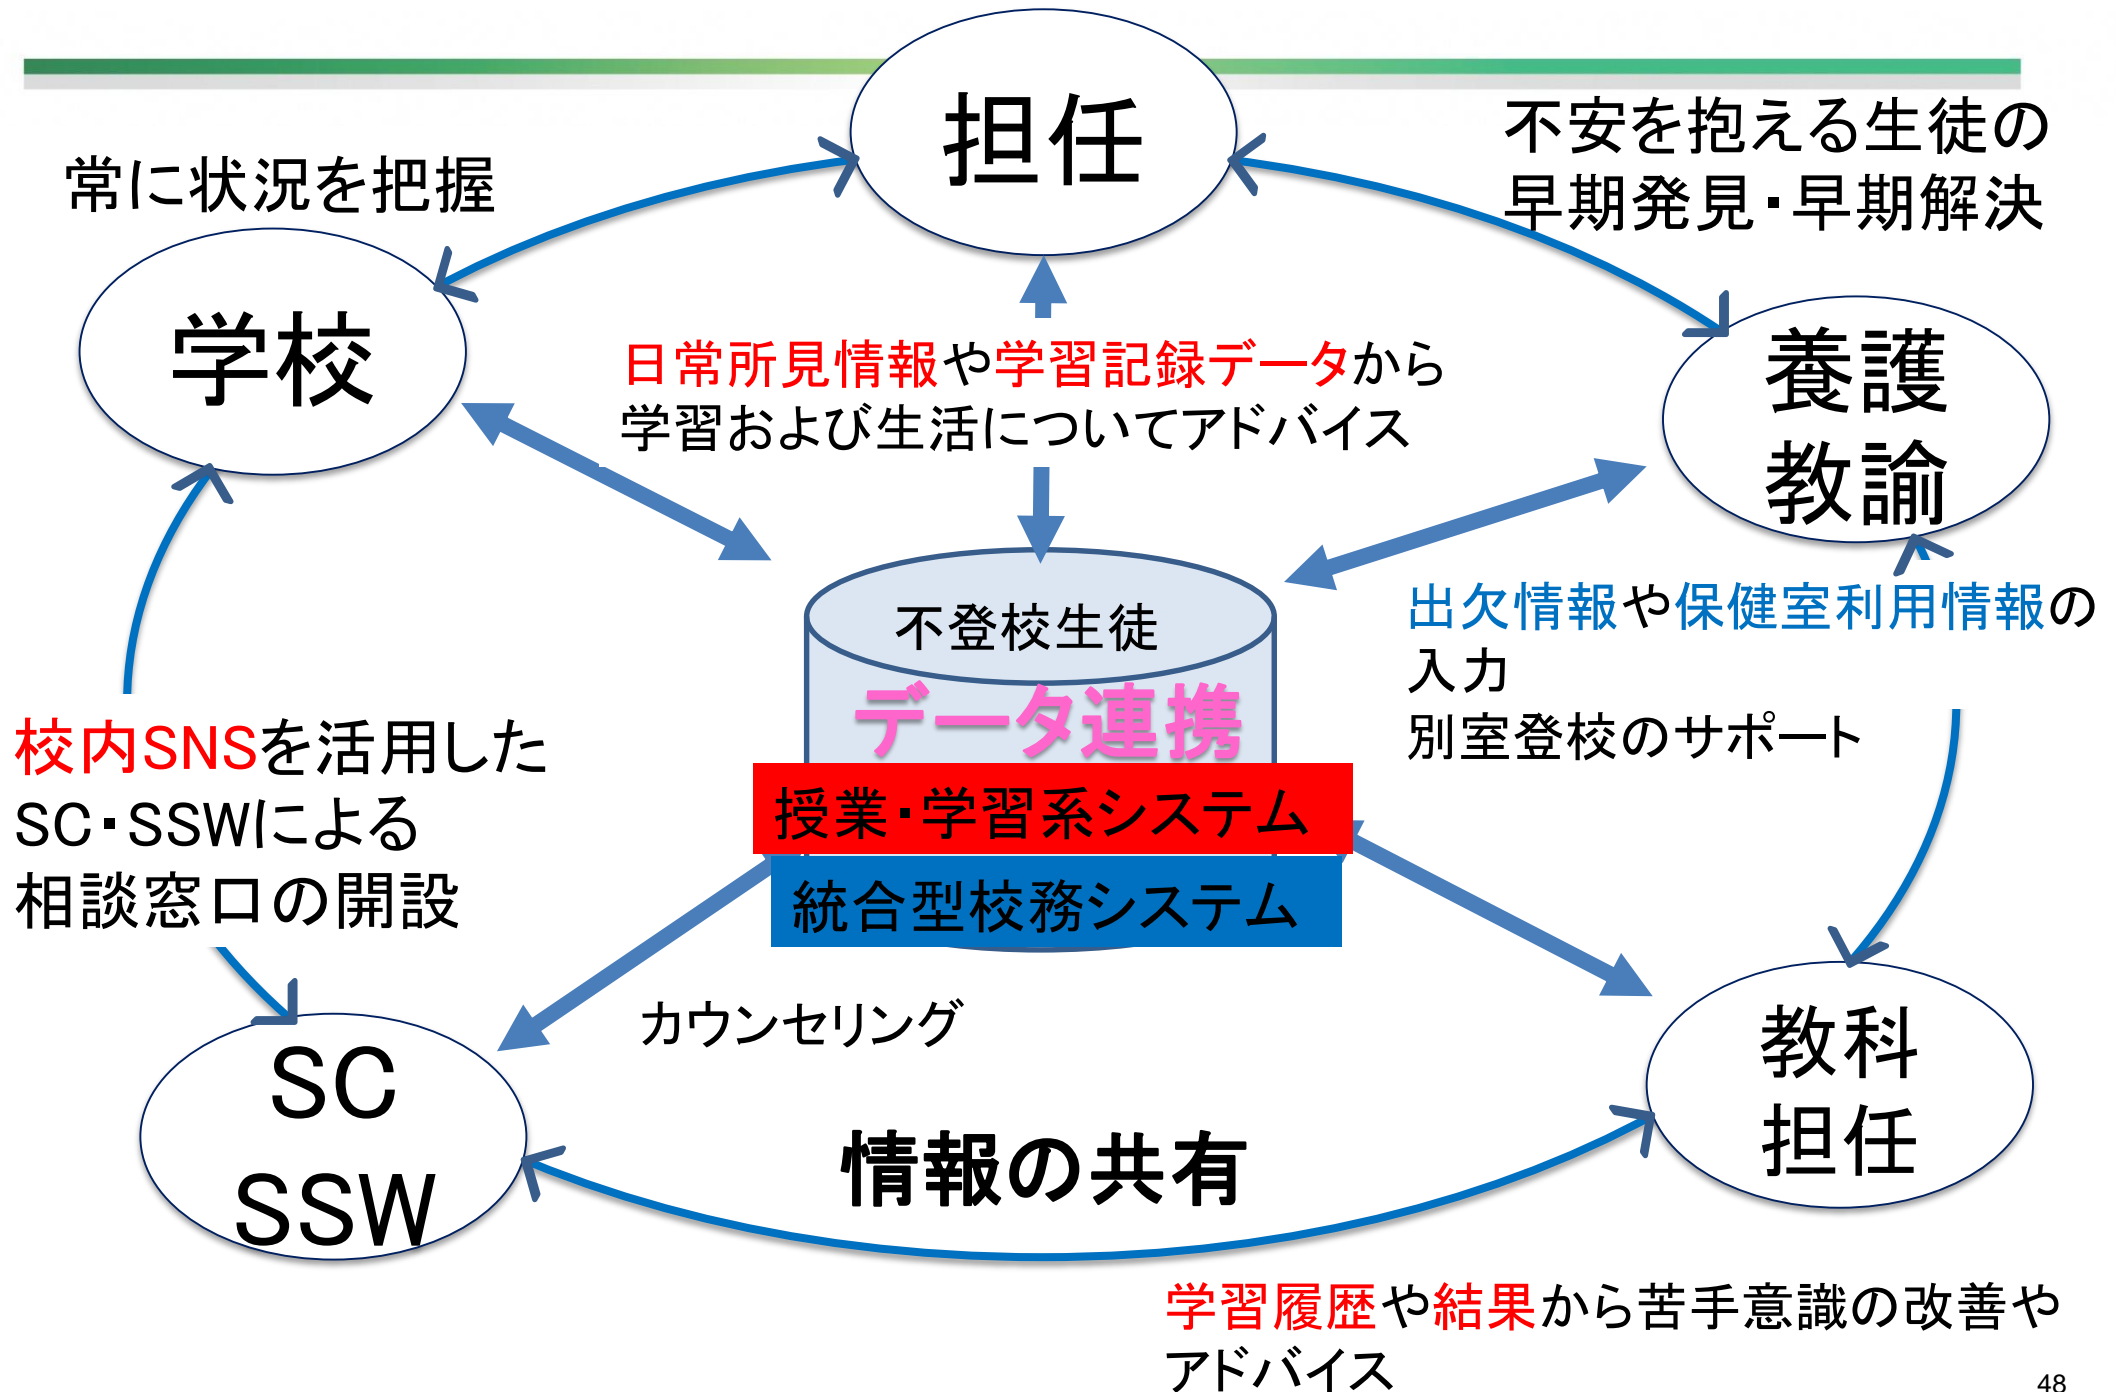 担任
常に状況を把握
不安を抱える生徒の
早期発見・早期解決
学校
養護
教諭
日常所見情報や学習記録データから
学習および生活についてアドバイス
不登校生徒
データ連携
授業・学習系システム
統合型校務システム
出欠情報や保健室利用情報の
入力
別室登校のサポート
校内SNSを活用した
SC・SSWによる
相談窓口の開設
カウンセリング
SC
SSW
教科
担任
情報の共有
学習履歴や結果から苦手意識の改善や
アドバイス
48